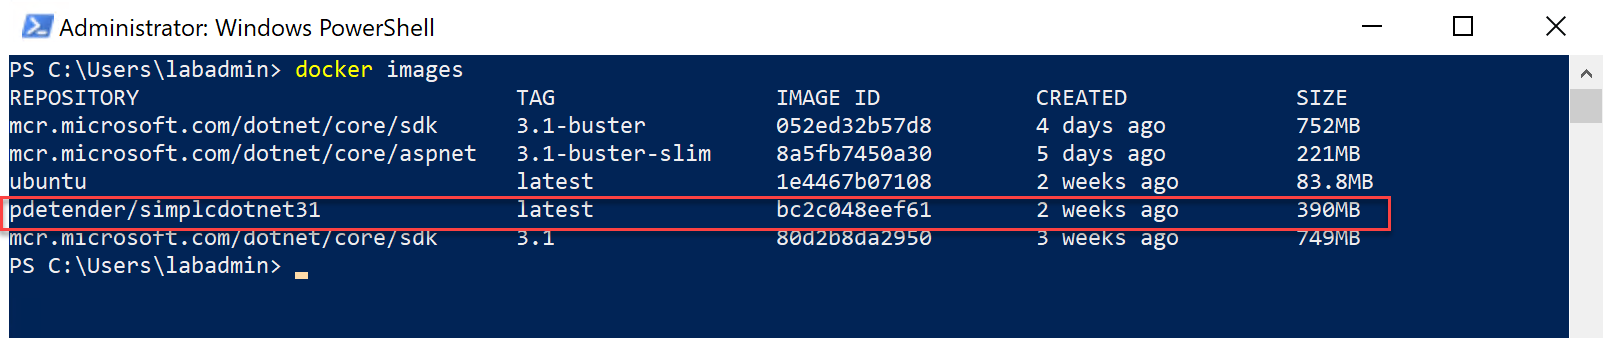 Administrator: Windows PowerShell
PS C:\Users\labadmin> docker images
REPOSITORY TAG IMAGE ID CREATED SIZE
mcr.microsoft.com/dotnet/core/sdk 3.1-buster 052ed32b57d8 4 days ago 752MB
mcr.microsoft.com/dotnet/core/aspnet 3.1-buster-slim 8a5fb7450a30 5 days ago 221MB
ubuntu latest 1e4467b07108 2 weeks ago 83.8MB
pdetender/simplcdotnet31 latest bc2c048eef61 2 weeks ago 390MB
mcr.microsoft.com/dotnet/core/sdk 3.1 80d2b8da2950 3 weeks ago 749MB
PS C:\Users\labadmin>